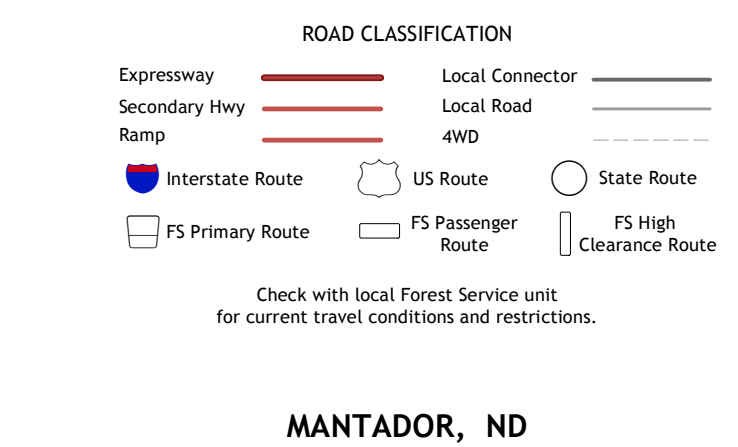 ROAD CLASSIFICATION
Expressway
Local Connector
Secondary Hwy
Local Road
Ramp
4WD
Interstate Route
US Route
State Route
FS Primary Route
FS Passenger
Route
FS High
Clearance Route
Check with local Forest Service unit
for current travel conditions and restrictions.
MANTADOR, ND